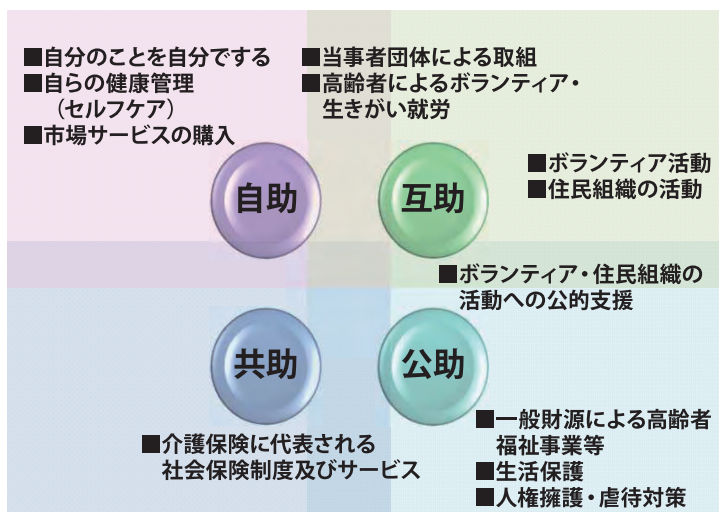 ■自分のことを自分でする
■自らの健康管理
（セルフケア）
■市場サービスの購入
■当事者団体による取組
■高齢者によるボランティア・
生きがい就労
自助
互助
■ボランティア活動
■住民組織の活動
■ボランティア・住民組織の
活動への公的支援
共助
公助
■介護保険に代表される
社会保険制度及びサービス
■一般財源による高齢者
福祉事業等
■生活保護
■人権擁護・虐待対策